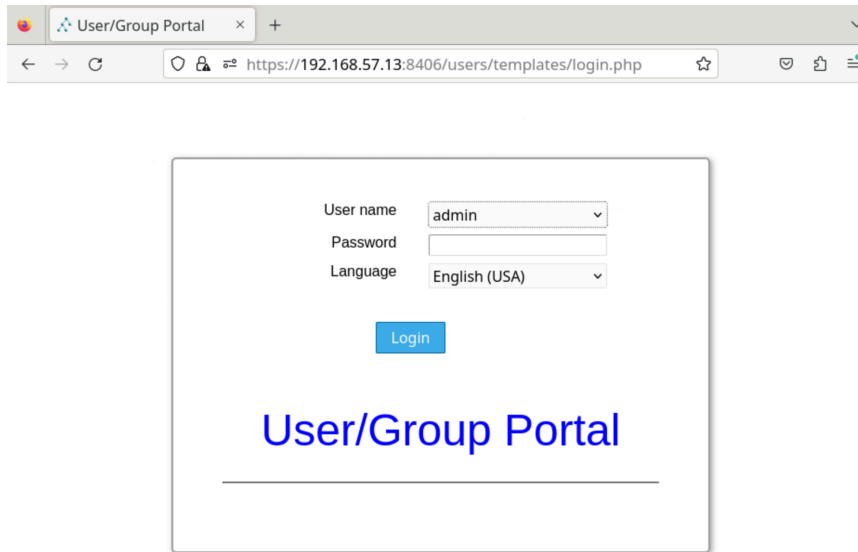 User/Group Portal
https://192.168.57.13:8406/users/templates/login.php
User name admin
Password
Language English (USA)
Login
User/Group Portal